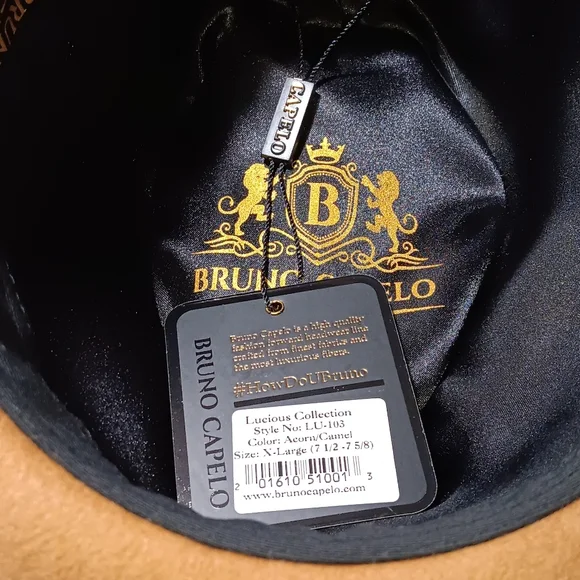 BRUNO
CAPELO
B
BRUNO C PELO
BRUNO CAPELO
Bruno Capelo is a high quality
fashion forward headwear line
crafted from finest fabrics and
the most luxurious fibers.
#HowDoUBruno
Lucious Collection
Style No: LU-103
Color: Acorn/Camel
Size: X-Large (7 1/2 -7 5/8)
2 01610 51001 3
www.brunocapelo.com